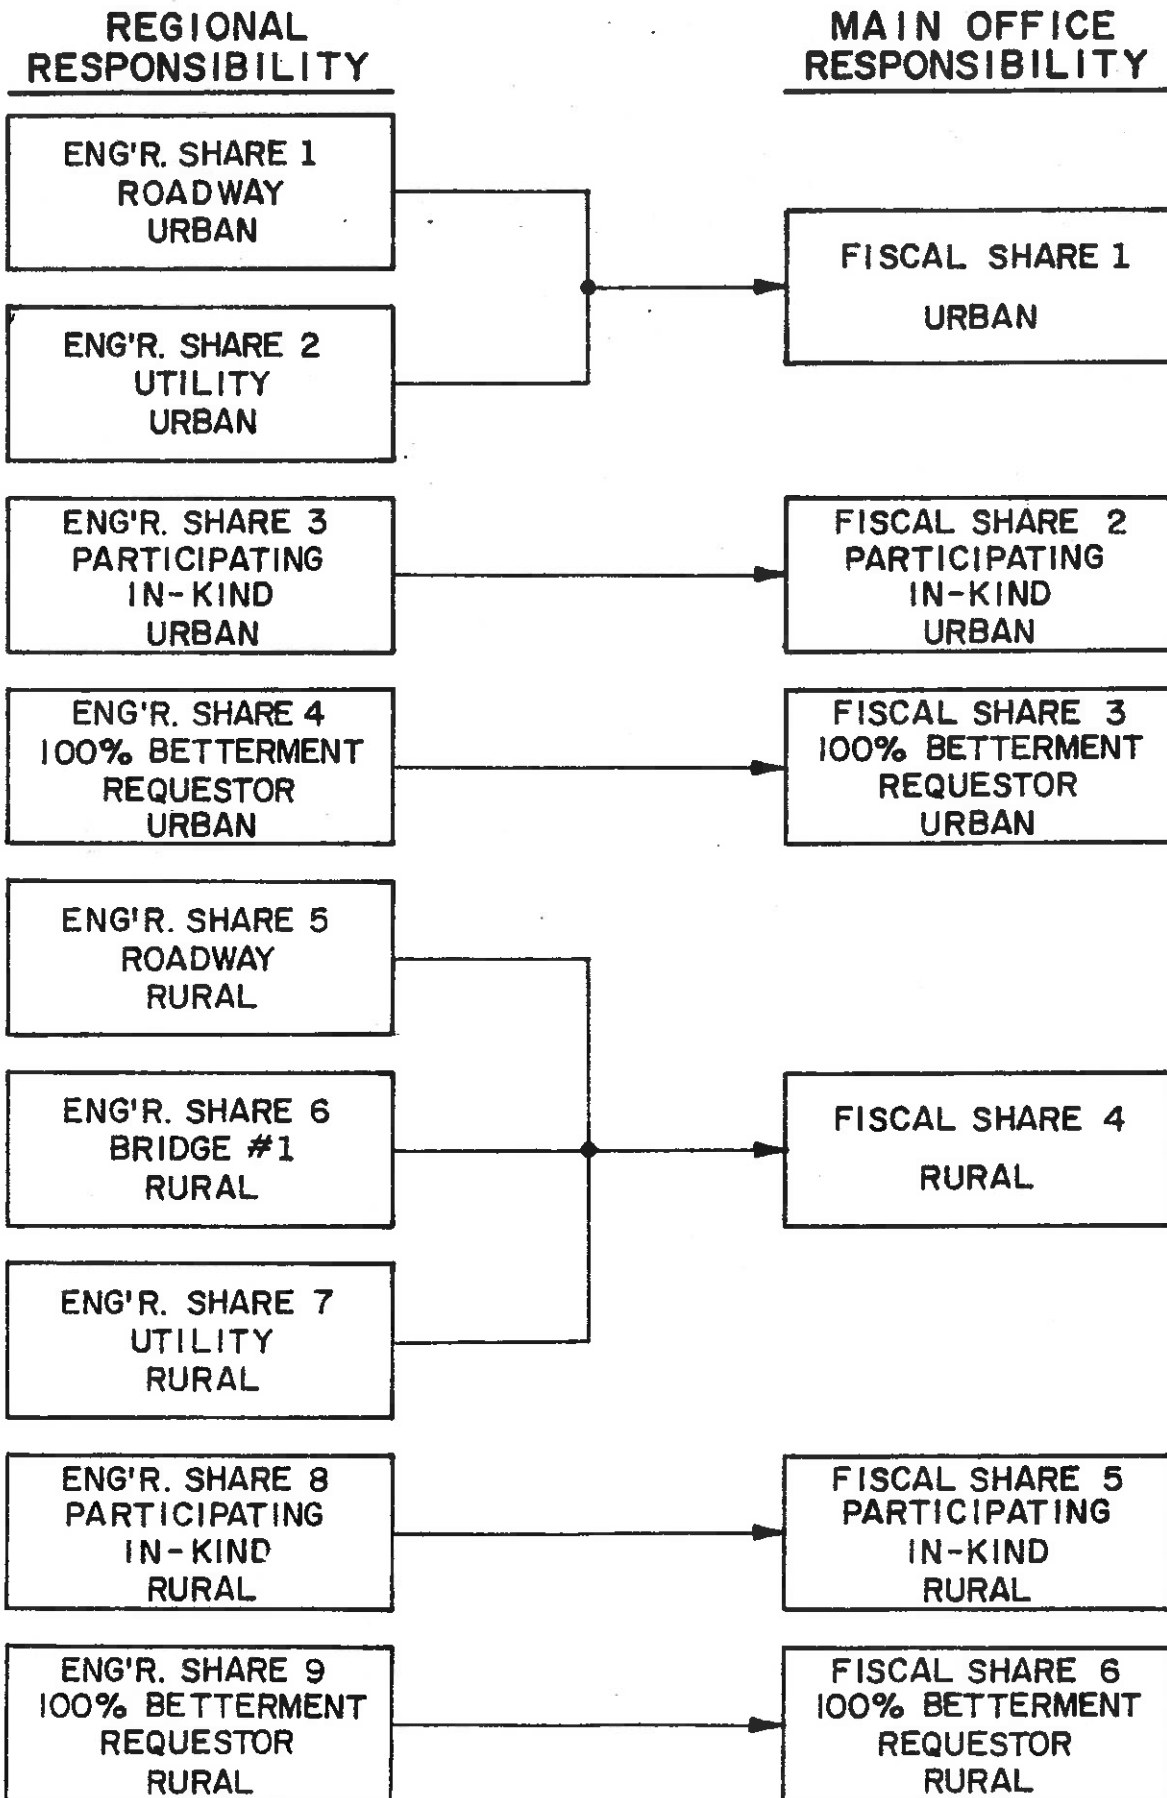 REGIONAL
RESPONSIBILITY
MAIN OFFICE
RESPONSIBILITY
ENG'R. SHARE 1
ROADWAY
URBAN
FISCAL SHARE 1
URBAN
ENG'R. SHARE 2
UTILITY
URBAN
ENG'R. SHARE 3
PARTICIPATING
IN-KIND
URBAN
FISCAL SHARE 2
PARTICIPATING
IN-KIND
URBAN
ENG'R. SHARE 4
100% BETTERMENT
REQUESTOR
URBAN
FISCAL SHARE 3
100% BETTERMENT
REQUESTOR
URBAN
ENG'R. SHARE 5
ROADWAY
RURAL
ENG'R. SHARE 6
BRIDGE #1
RURAL
FISCAL SHARE 4
RURAL
ENG'R. SHARE 7
UTILITY
RURAL
ENG'R. SHARE 8
PARTICIPATING
IN-KIND
RURAL
FISCAL SHARE 5
PARTICIPATING
IN-KIND
RURAL
ENG'R. SHARE 9
100% BETTERMENT
REQUESTOR
RURAL
FISCAL SHARE 6
100% BETTERMENT
REQUESTOR
RURAL